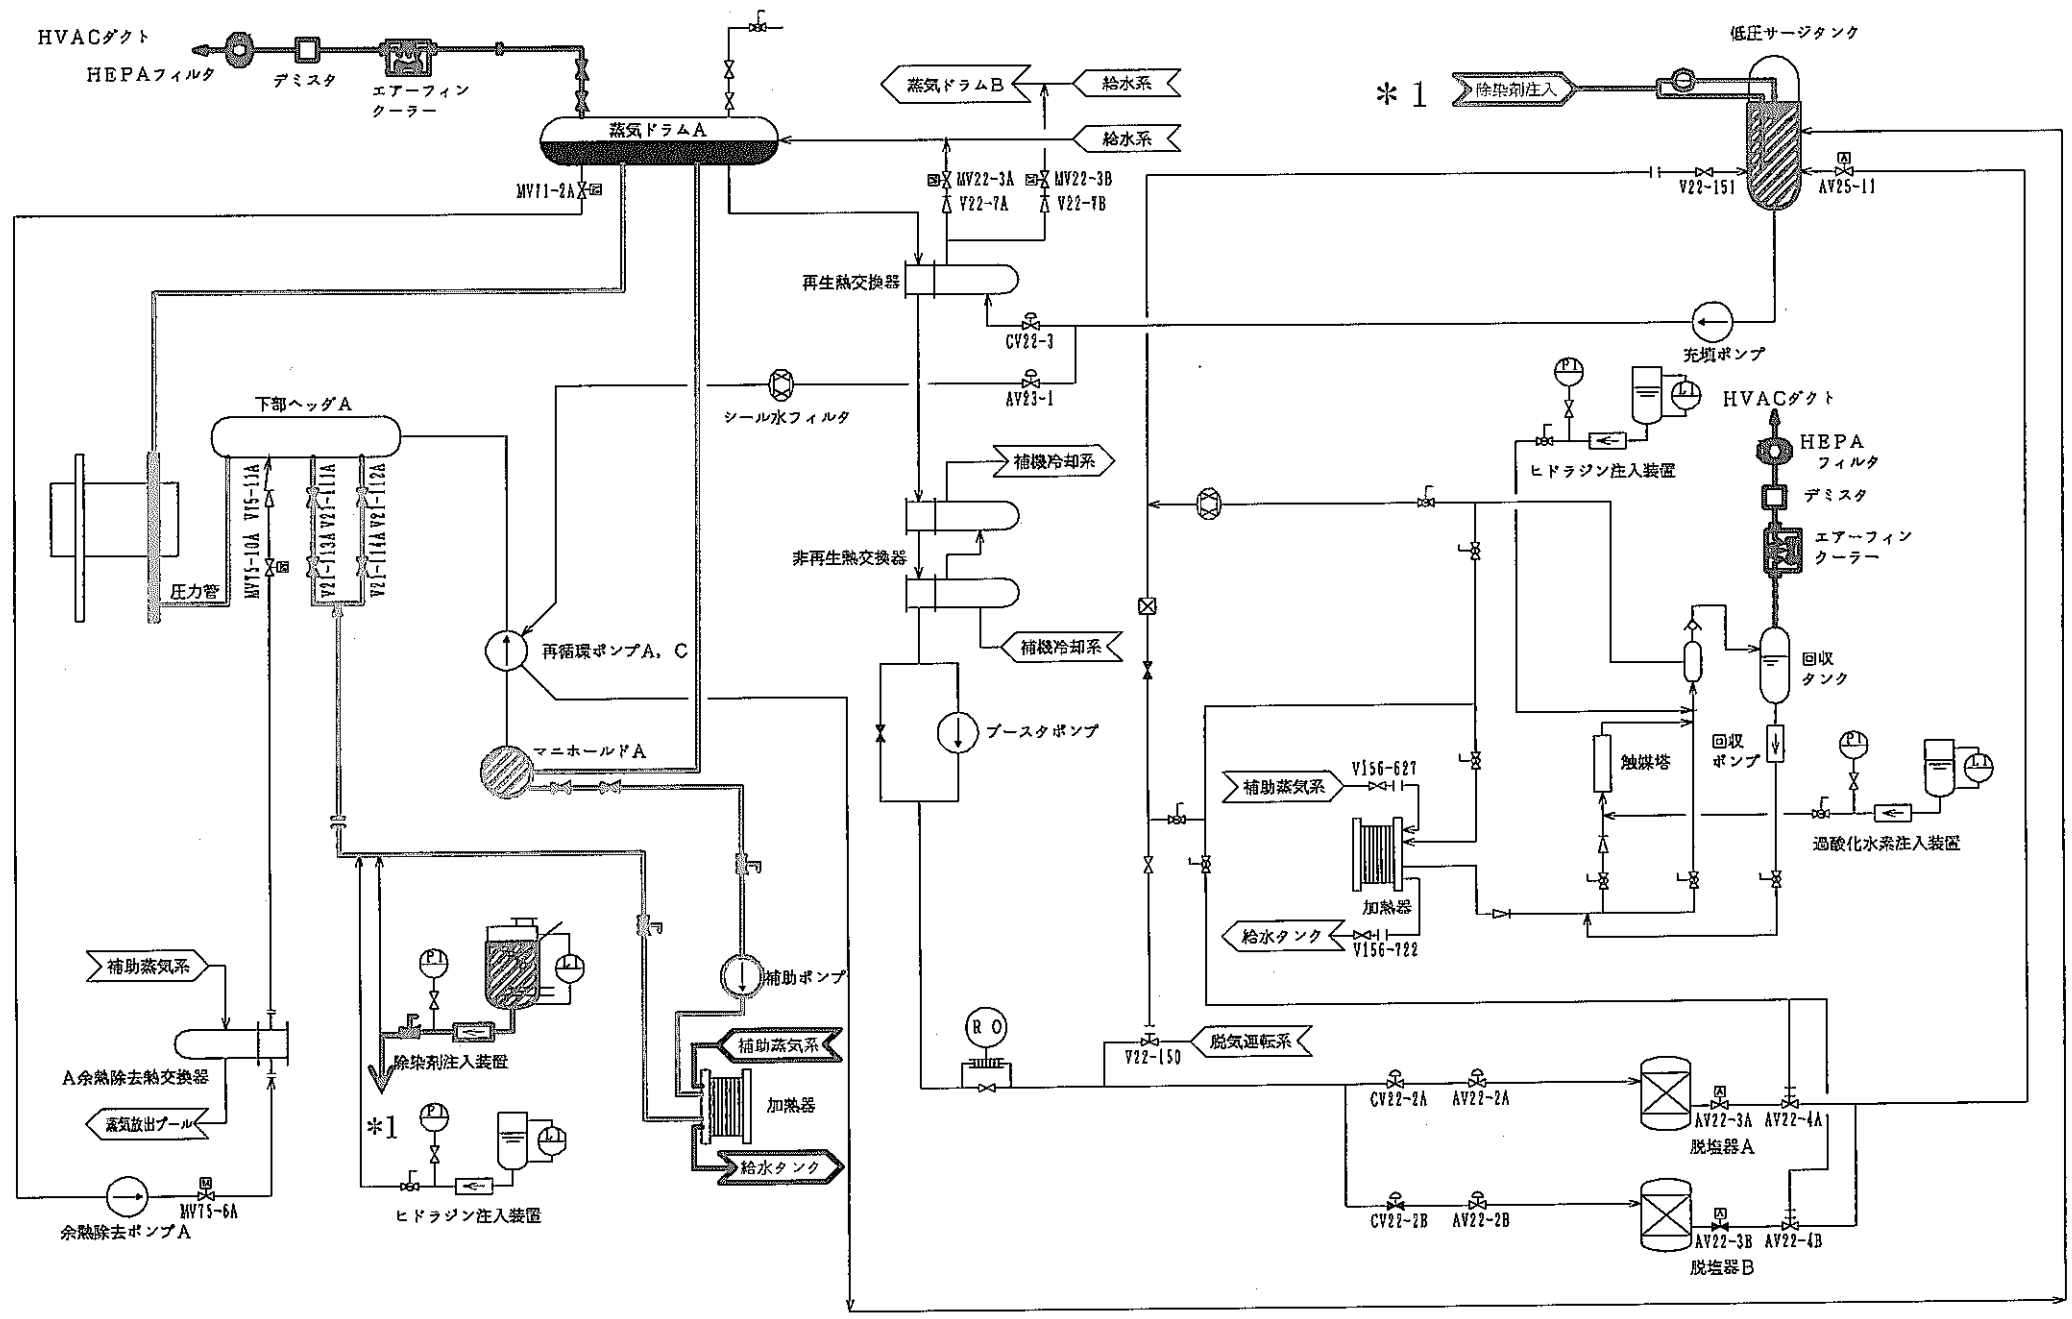 HVACダクト
HEPAフィルタ
デミスタ
エアーフィン
クーラー
蒸気ドラムA
MV71-2A
蒸気ドラムB
給水系
給水系
MV22-3A
MV22-3B
V22-7A
V22-7B
再生熱交換器
CV22-3
AV23-1
シール水フィルタ
低圧サージタンク
*1
除染剤注入
V22-151
AV25-11
充填ポンプ
下部ヘッダA
圧力管
MV75-10A V75-11A
V21-113A V21-111A
V21-114A V21-112A
再循環ポンプA，C
マニホールドA
補機冷却系
非再生熱交換器
補機冷却系
ブースタポンプ
PI
LI
ヒドラジン注入装置
HVACダクト
HEPA
フィルタ
デミスタ
エアーフィン
クーラー
回収
タンク
回収
ポンプ
触媒塔
PI
LI
過酸化水素注入装置
補助蒸気系
V156-627
加熱器
給水タンク
V156-722
補助蒸気系
A余熱除去熱交換器
蒸気放出プール
余熱除去ポンプA
MV75-6A
PI
LI
除染剤注入装置
*1
PI
LI
ヒドラジン注入装置
補助ポンプ
補助蒸気系
加熱器
給水タンク
RO
V22-150
脱気運転系
CV22-2A
AV22-2A
AV22-3A
AV22-4A
脱塩器A
CV22-2B
AV22-2B
AV22-3B
AV22-4B
脱塩器B